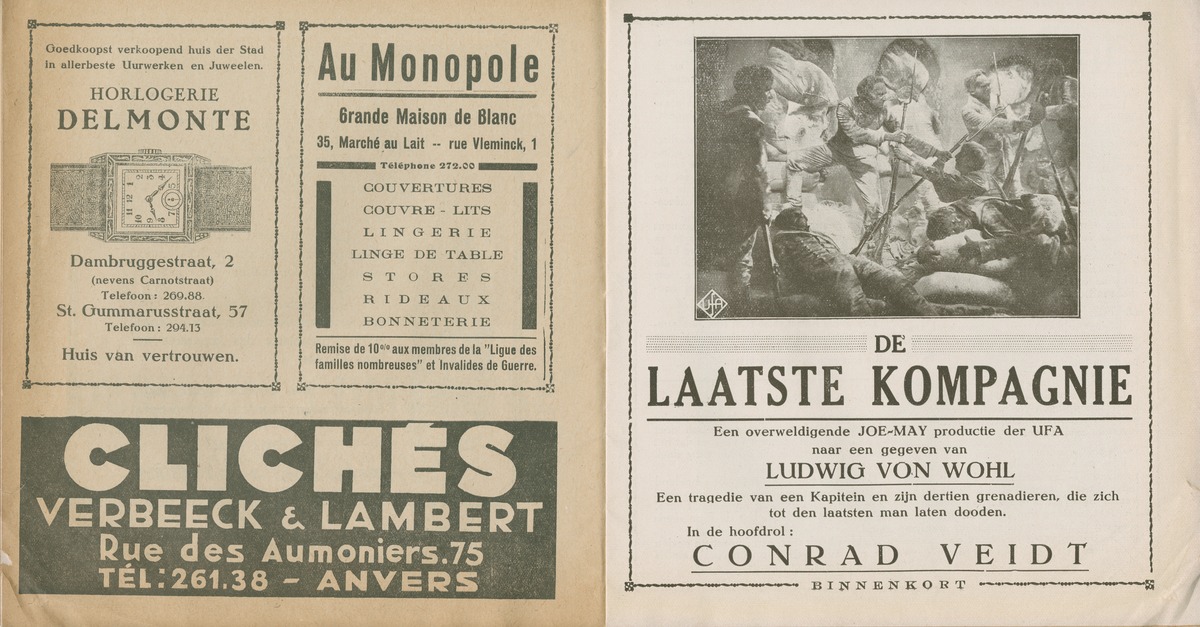 Goedkoopst verkoopend huis der Stad
in allerbeste Uurwerken en Juweelen.
HORLOGERIE
DELMONTE
Dambruggestraat, 2
(nevens Carnotstraat)
Telefoon: 269.88.
St. Gummarusstraat, 57
Telefoon: 294.13
Huis van vertrouwen.
Au Monopole
Grande Maison de Blanc
35, Marché au Lait -- rue Vleminck, 1
Téléphone 272.00
COUVERTURES
COUVRE - LITS
LINGERIE
LINGE DE TABLE
STORES
RIDEAUX
BONNETERIE
Remise de 10% aux membres de la "Ligue des
familles nombreuses" et Invalides de Guerre.
CLICHÉS
VERBEECK & LAMBERT
Rue des Aumoniers.75
TÉL: 261.38 - ANVERS
UFA
DE
LAATSTE KOMPAGNIE
Een overweldigende JOE-MAY productie der UFA
naar een gegeven van
LUDWIG VON WOHL
Een tragedie van een Kapitein en zijn dertien grenadieren, die zich
tot den laatsten man laten dooden.
In de hoofdrol :
CONRAD VEIDT
BINNENKORT